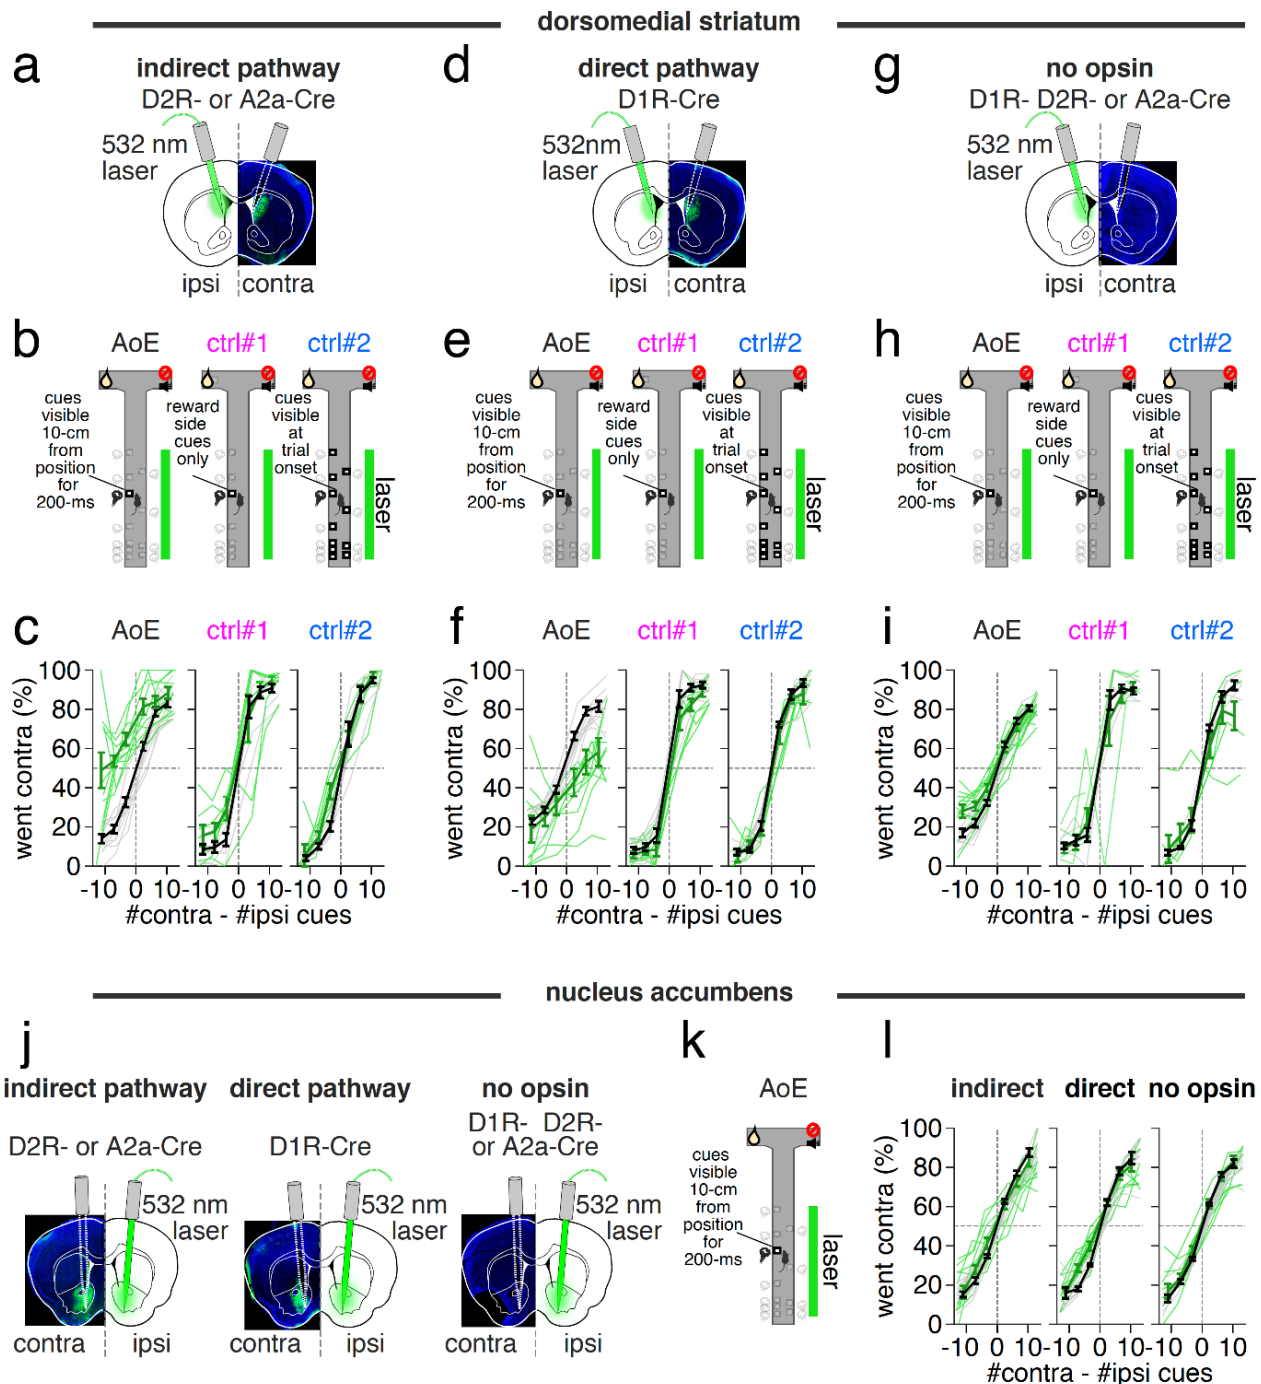 dorsomedial striatum
a
indirect pathway
D2R- or A2a-Cre
532 nm
laser
ipsi
contra
d
direct pathway
D1R-Cre
532nm
laser
ipsi
contra
g
no opsin
D1R- D2R- or A2a-Cre
532 nm
laser
ipsi
contra
b
AoE
ctrl#1
ctrl#2
cues
visible
10-cm
from
position
for
200-ms
reward
side
cues
only
cues
visible
at
trial
onset
laser
e
AoE
ctrl#1
ctrl#2
cues
visible
10-cm
from
position
for
200-ms
reward
side
cues
only
cues
visible
at
trial
onset
laser
h
AoE
ctrl#1
ctrl#2
cues
visible
10-cm
from
position
for
200-ms
reward
side
cues
only
cues
visible
at
trial
onset
laser
c
AoE
ctrl#1
ctrl#2
went contra (%)
100
80
60
40
20
0
-10 0 10
-10 0 10
-10 0 10
#contra - #ipsi cues
f
AoE
ctrl#1
ctrl#2
went contra (%)
100
80
60
40
20
0
-10 0 10
-10 0 10
-10 0 10
#contra - #ipsi cues
i
AoE
ctrl#1
ctrl#2
went contra (%)
100
80
60
40
20
0
-10 0 10
-10 0 10
-10 0 10
#contra - #ipsi cues
nucleus accumbens
j
indirect pathway
D2R- or A2a-Cre
532 nm
laser
contra
ipsi
direct pathway
D1R-Cre
532 nm
laser
contra
ipsi
no opsin
D1R- D2R-
or A2a-Cre
532 nm
laser
contra
ipsi
k
AoE
cues
visible
10-cm
from
position
for
200-ms
laser
l
indirect
direct
no opsin
went contra (%)
100
80
60
40
20
0
-10 0 10
-10 0 10
-10 0 10
#contra - #ipsi cues